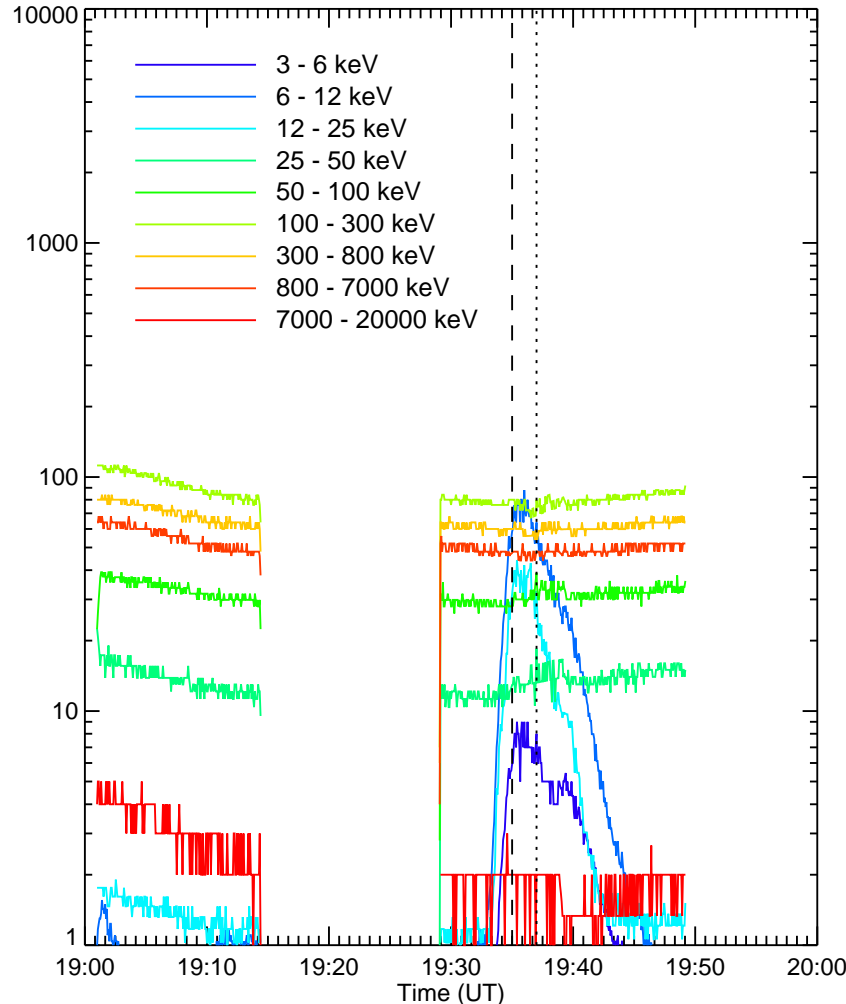 10000
1000
100
10
1
3 - 6 keV
6 - 12 keV
12 - 25 keV
25 - 50 keV
50 - 100 keV
100 - 300 keV
300 - 800 keV
800 - 7000 keV
7000 - 20000 keV
19:00 19:10 19:20 19:30 19:40 19:50 20:00
Time (UT)